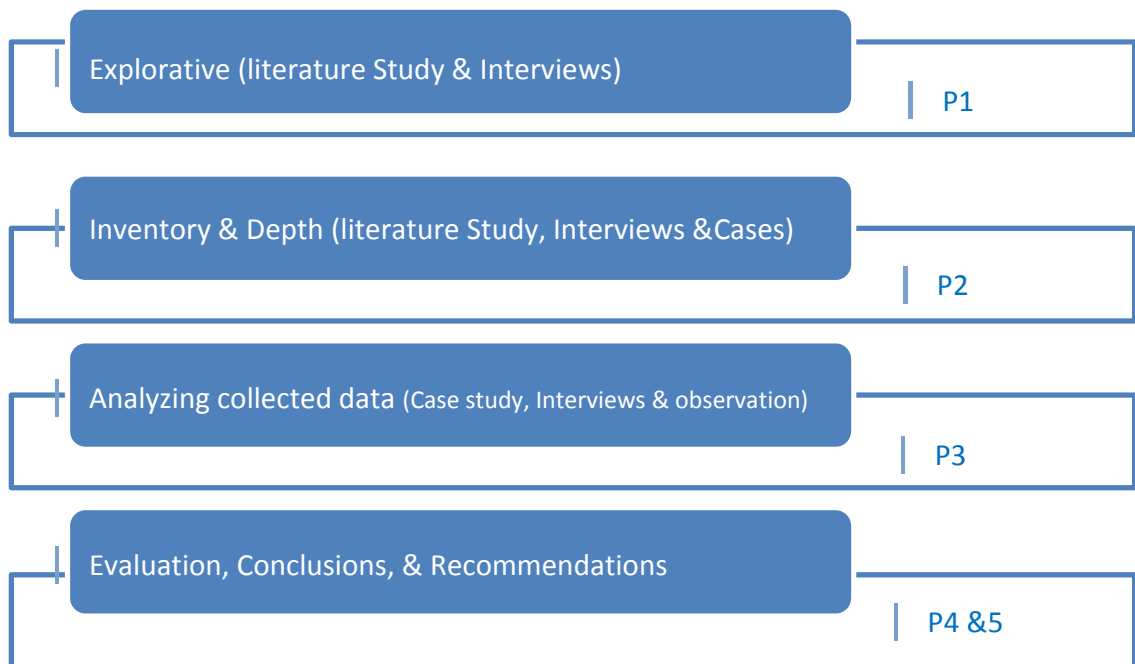 Explorative (literature Study & Interviews)
P1
Inventory & Depth (literature Study, Interviews &Cases)
P2
Analyzing collected data (Case study, Interviews & observation)
P3
Evaluation, Conclusions, & Recommendations
P4 &5